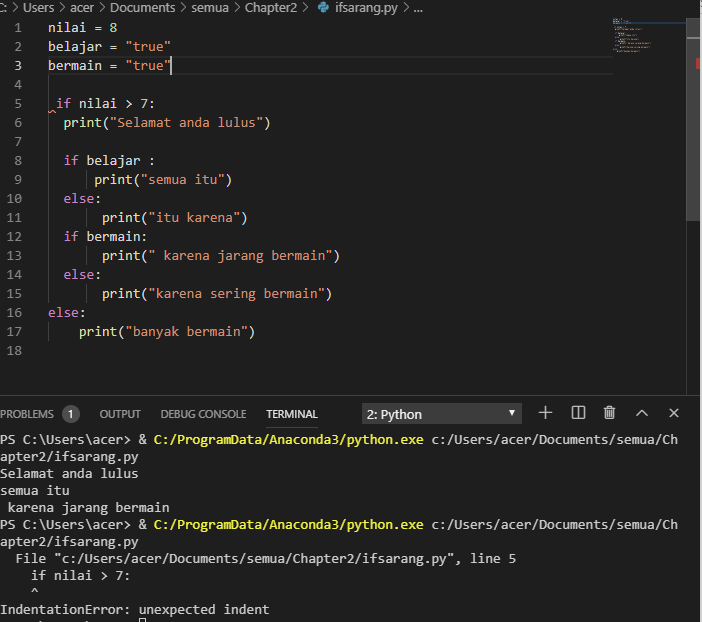 C: > Users > acer > Documents > semua > Chapter2 > ifsarang.py > ...
1 nilai = 8
2 belajar = "true"
3 bermain = "true"
4
5  if nilai > 7:
6   print("Selamat anda lulus")
7
8   if belajar :
9       print("semua itu")
10   else:
11        print("itu karena")
12   if bermain:
13        print(" karena jarang bermain")
14   else:
15        print("karena sering bermain")
16 else:
17     print("banyak bermain")
18
PROBLEMS 1 OUTPUT DEBUG CONSOLE TERMINAL 2: Python
PS C:\Users\acer> & C:/ProgramData/Anaconda3/python.exe c:/Users/acer/Documents/semua/Ch
apter2/ifsarang.py
Selamat anda lulus
semua itu
 karena jarang bermain
PS C:\Users\acer> & C:/ProgramData/Anaconda3/python.exe c:/Users/acer/Documents/semua/Ch
apter2/ifsarang.py
  File "c:/Users/acer/Documents/semua/Chapter2/ifsarang.py", line 5
    if nilai > 7:
    ^
IndentationError: unexpected indent